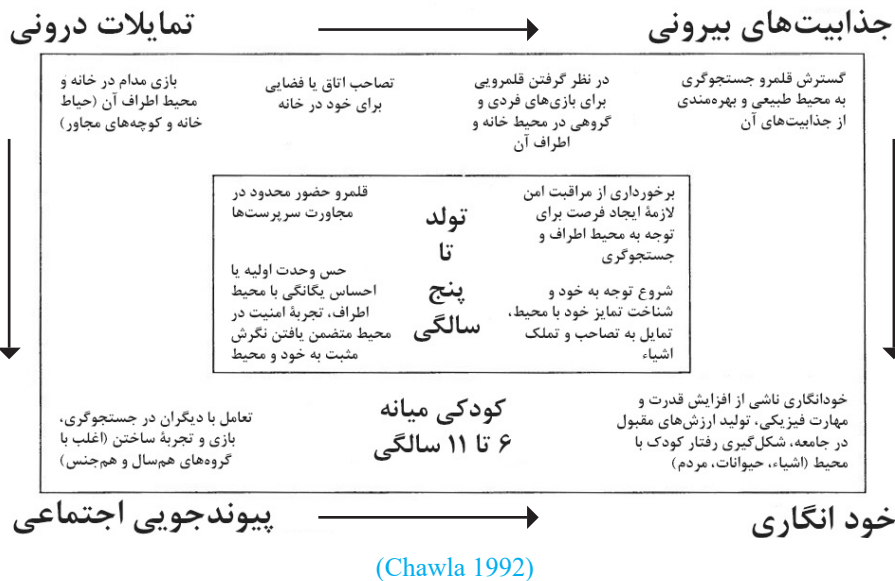 جذابیت‌های بیرونی
تمایلات درونی
گسترش قلمرو جستجوگری
به محیط طبیعی و بهره‌مندی
از جذابیت‌های آن
در نظر گرفتن قلمرویی
برای بازی‌های فردی و
گروهی در محیط خانه و
اطراف آن
تصاحب اتاق یا فضایی
برای خود در خانه
بازی مدام در خانه و
محیط اطراف آن (حیاط
خانه و کوچه‌های مجاور)
برخورداری از مراقبت امن
لازمهٔ ایجاد فرصت برای
توجه به محیط اطراف و
جستجوگری
تولد
تا
پنج
سالگی
قلمرو حضور محدود در
مجاورت سرپرست‌ها
شروع توجه به خود و
شناخت تمایز خود با محیط،
تمایل به تصاحب و تملک
اشیاء
حس وحدت اولیه یا
احساس یگانگی با محیط
اطراف، تجربهٔ امنیت در
محیط متضمن یافتن نگرش
مثبت به خود و محیط
خودانگاری ناشی از افزایش قدرت و
مهارت فیزیکی، تولید ارزش‌های مقبول
در جامعه، شکل‌گیری رفتار کودک با
محیط (اشیاء، حیوانات، مردم)
کودکی میانه
۶ تا ۱۱ سالگی
تعامل با دیگران در جستجوگری،
بازی و تجربهٔ ساختن (اغلب با
گروه‌های هم‌سال و هم‌جنس)
خود انگاری
پیوندجویی اجتماعی
(Chawla 1992)